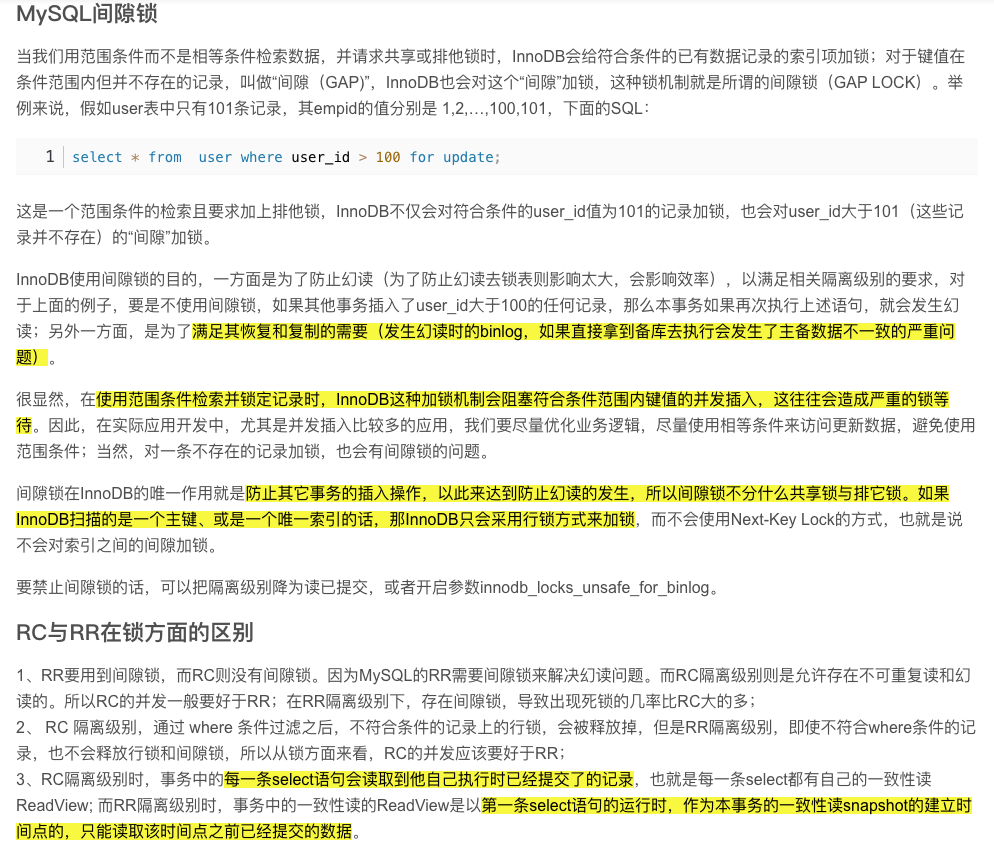 MySQL间隙锁
当我们用范围条件而不是相等条件检索数据，并请求共享或排他锁时，InnoDB会给符合条件的已有数据记录的索引项加锁；对于键值在
条件范围内但并不存在的记录，叫做“间隙（GAP)”，InnoDB也会对这个“间隙”加锁，这种锁机制就是所谓的间隙锁（GAP LOCK）。举
例来说，假如user表中只有101条记录，其empid的值分别是 1,2,…,100,101，下面的SQL：
1 select * from  user where user_id > 100 for update;
这是一个范围条件的检索且要求加上排他锁，InnoDB不仅会对符合条件的user_id值为101的记录加锁，也会对user_id大于101（这些记
录并不存在）的“间隙”加锁。
InnoDB使用间隙锁的目的，一方面是为了防止幻读（为了防止幻读去锁表则影响太大，会影响效率），以满足相关隔离级别的要求，对
于上面的例子，要是不使用间隙锁，如果其他事务插入了user_id大于100的任何记录，那么本事务如果再次执行上述语句，就会发生幻
读；另外一方面，是为了满足其恢复和复制的需要（发生幻读时的binlog，如果直接拿到备库去执行会发生了主备数据不一致的严重问
题）。
很显然，在使用范围条件检索并锁定记录时，InnoDB这种加锁机制会阻塞符合条件范围内键值的并发插入，这往往会造成严重的锁等
待。因此，在实际应用开发中，尤其是并发插入比较多的应用，我们要尽量优化业务逻辑，尽量使用相等条件来访问更新数据，避免使用
范围条件；当然，对一条不存在的记录加锁，也会有间隙锁的问题。
间隙锁在InnoDB的唯一作用就是防止其它事务的插入操作，以此来达到防止幻读的发生，所以间隙锁不分什么共享锁与排它锁。如果
InnoDB扫描的是一个主键、或是一个唯一索引的话，那InnoDB只会采用行锁方式来加锁，而不会使用Next-Key Lock的方式，也就是说
不会对索引之间的间隙加锁。
要禁止间隙锁的话，可以把隔离级别降为读已提交，或者开启参数innodb_locks_unsafe_for_binlog。
RC与RR在锁方面的区别
1、RR要用到间隙锁，而RC则没有间隙锁。因为MySQL的RR需要间隙锁来解决幻读问题。而RC隔离级别则是允许存在不可重复读和幻
读的。所以RC的并发一般要好于RR；在RR隔离级别下，存在间隙锁，导致出现死锁的几率比RC大的多；
2、 RC 隔离级别，通过 where 条件过滤之后，不符合条件的记录上的行锁，会被释放掉，但是RR隔离级别，即使不符合where条件的记
录，也不会释放行锁和间隙锁，所以从锁方面来看，RC的并发应该要好于RR；
3、RC隔离级别时，事务中的每一条select语句会读取到他自己执行时已经提交了的记录，也就是每一条select都有自己的一致性读
ReadView; 而RR隔离级别时，事务中的一致性读的ReadView是以第一条select语句的运行时，作为本事务的一致性读snapshot的建立时
间点的，只能读取该时间点之前已经提交的数据。